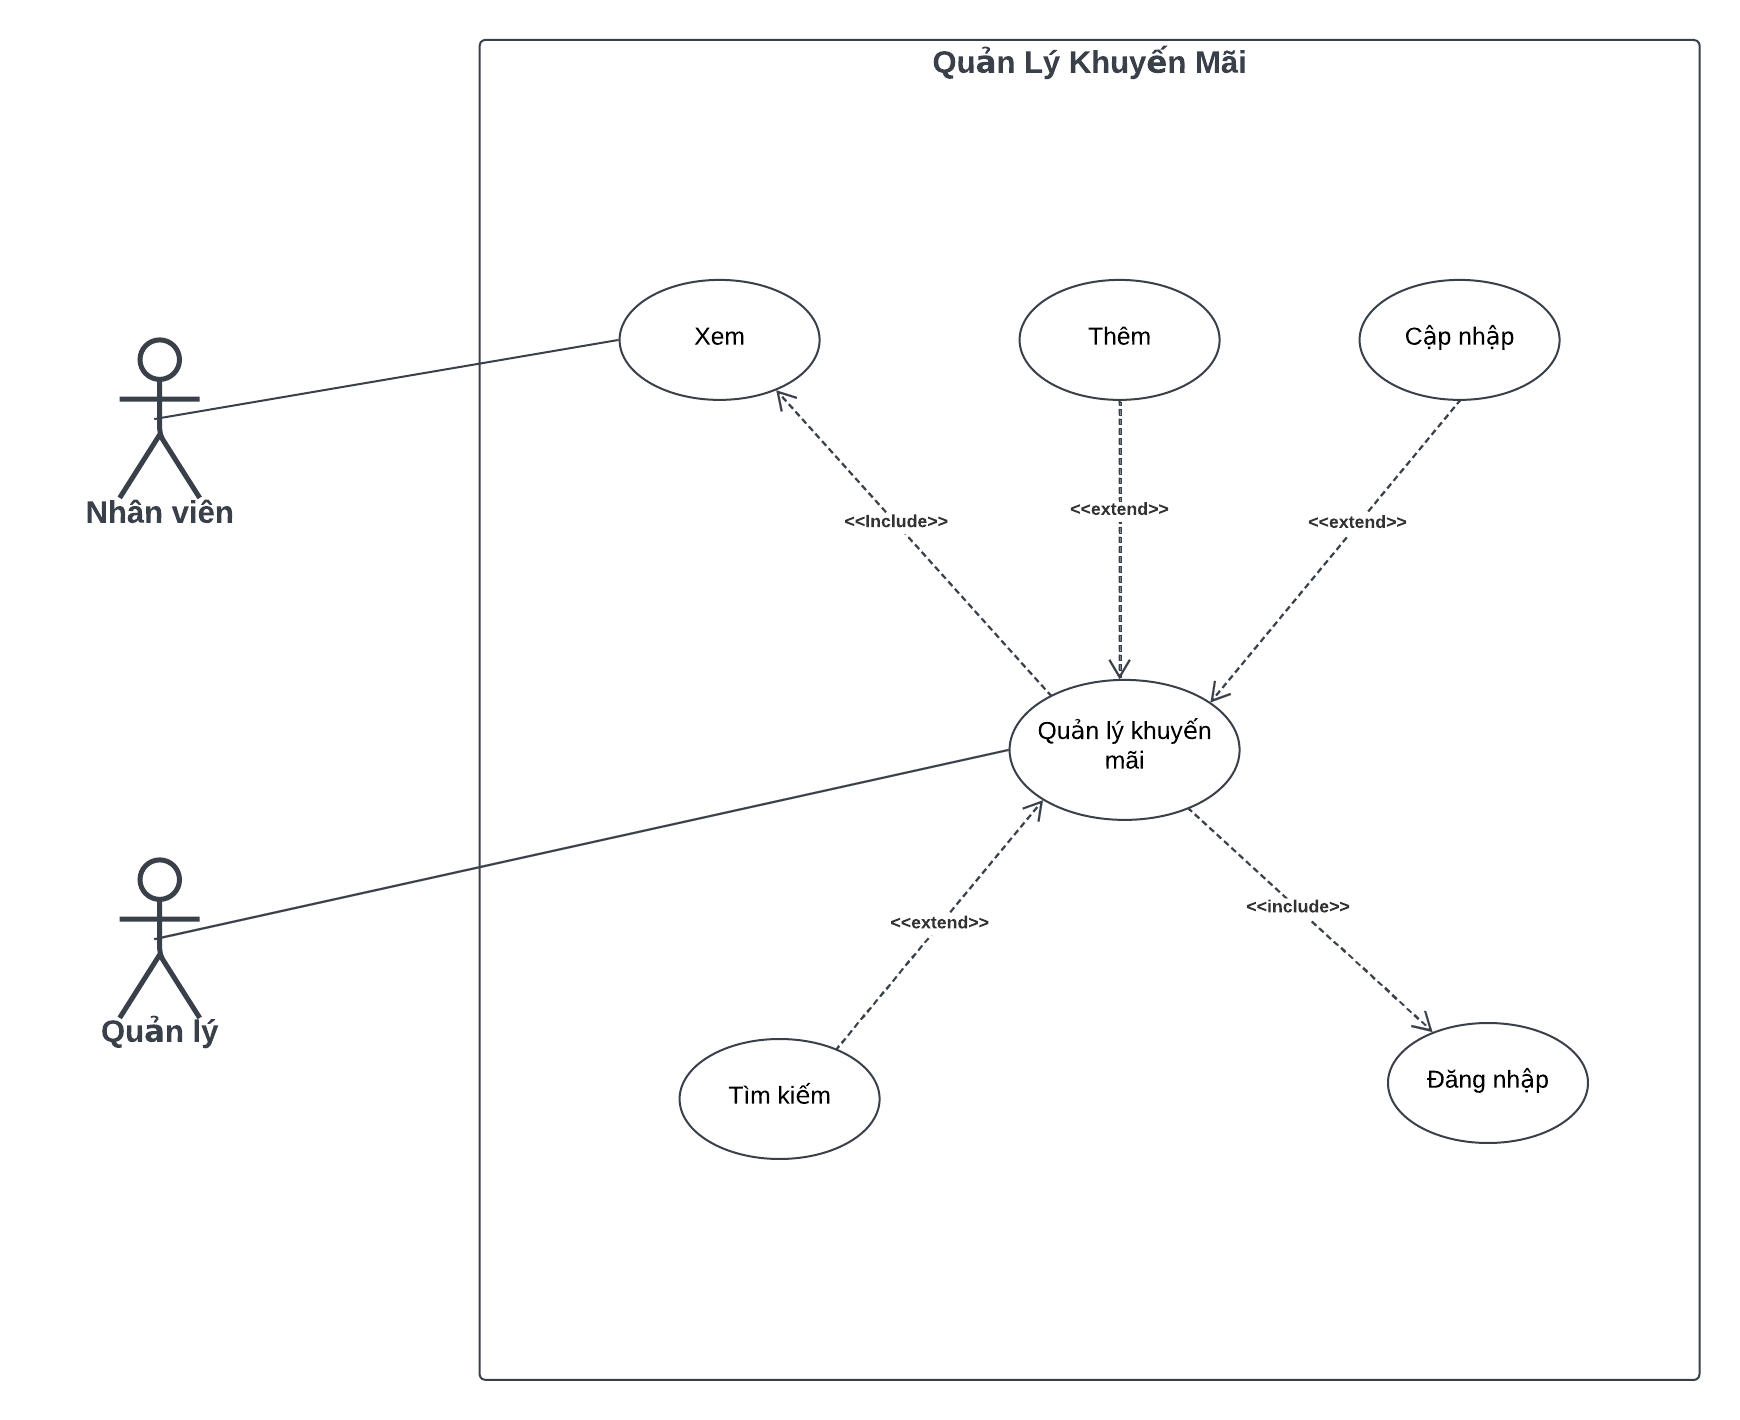 Quản Lý Khuyến Mãi
Xem
Thêm
Cập nhập
Nhân viên
<<Include>>
<<extend>>
<<extend>>
Quản lý khuyến
mãi
<<extend>>
<<include>>
Quản lý
Tìm kiếm
Đăng nhập